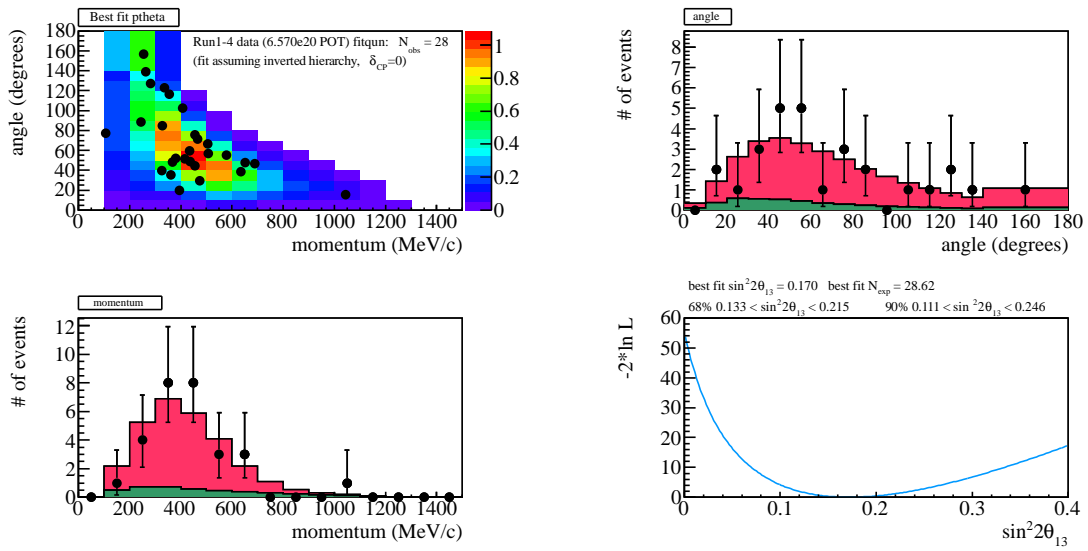 Best fit ptheta
Run1-4 data (6.570e20 POT) fitqun: N_obs = 28
(fit assuming inverted hierarchy, δ_CP=0)
angle (degrees)
180
160
140
120
100
80
60
40
20
0
0 200 400 600 800 1000 1200 1400
momentum (MeV/c)
1
0.8
0.6
0.4
0.2
0
angle
# of events
8
7
6
5
4
3
2
1
0
0 20 40 60 80 100 120 140 160 180
angle (degrees)
momentum
# of events
12
10
8
6
4
2
0
0 200 400 600 800 1000 1200 1400
momentum (MeV/c)
best fit sin²2θ₁₃ = 0.170 best fit N_exp = 28.62
68% 0.133 < sin²2θ₁₃ < 0.215 90% 0.111 < sin²2θ₁₃ < 0.246
-2*ln L
60
50
40
30
20
10
0
0 0.1 0.2 0.3 0.4
sin²2θ₁₃